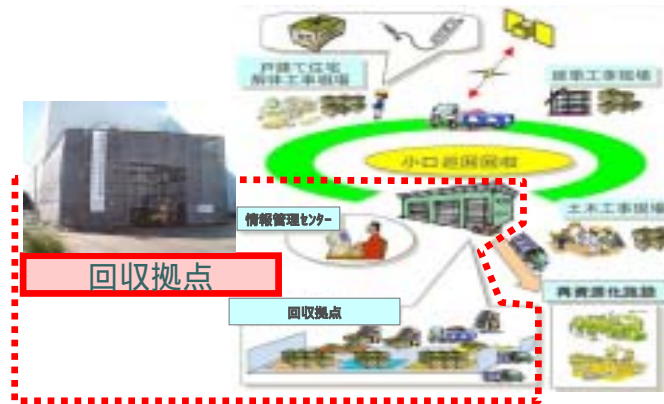 戸建て住宅
解体工事現場
建築工事現場
小口巡回回収
情報管理センター
土木工事現場
回収拠点
再資源化施設
回収拠点